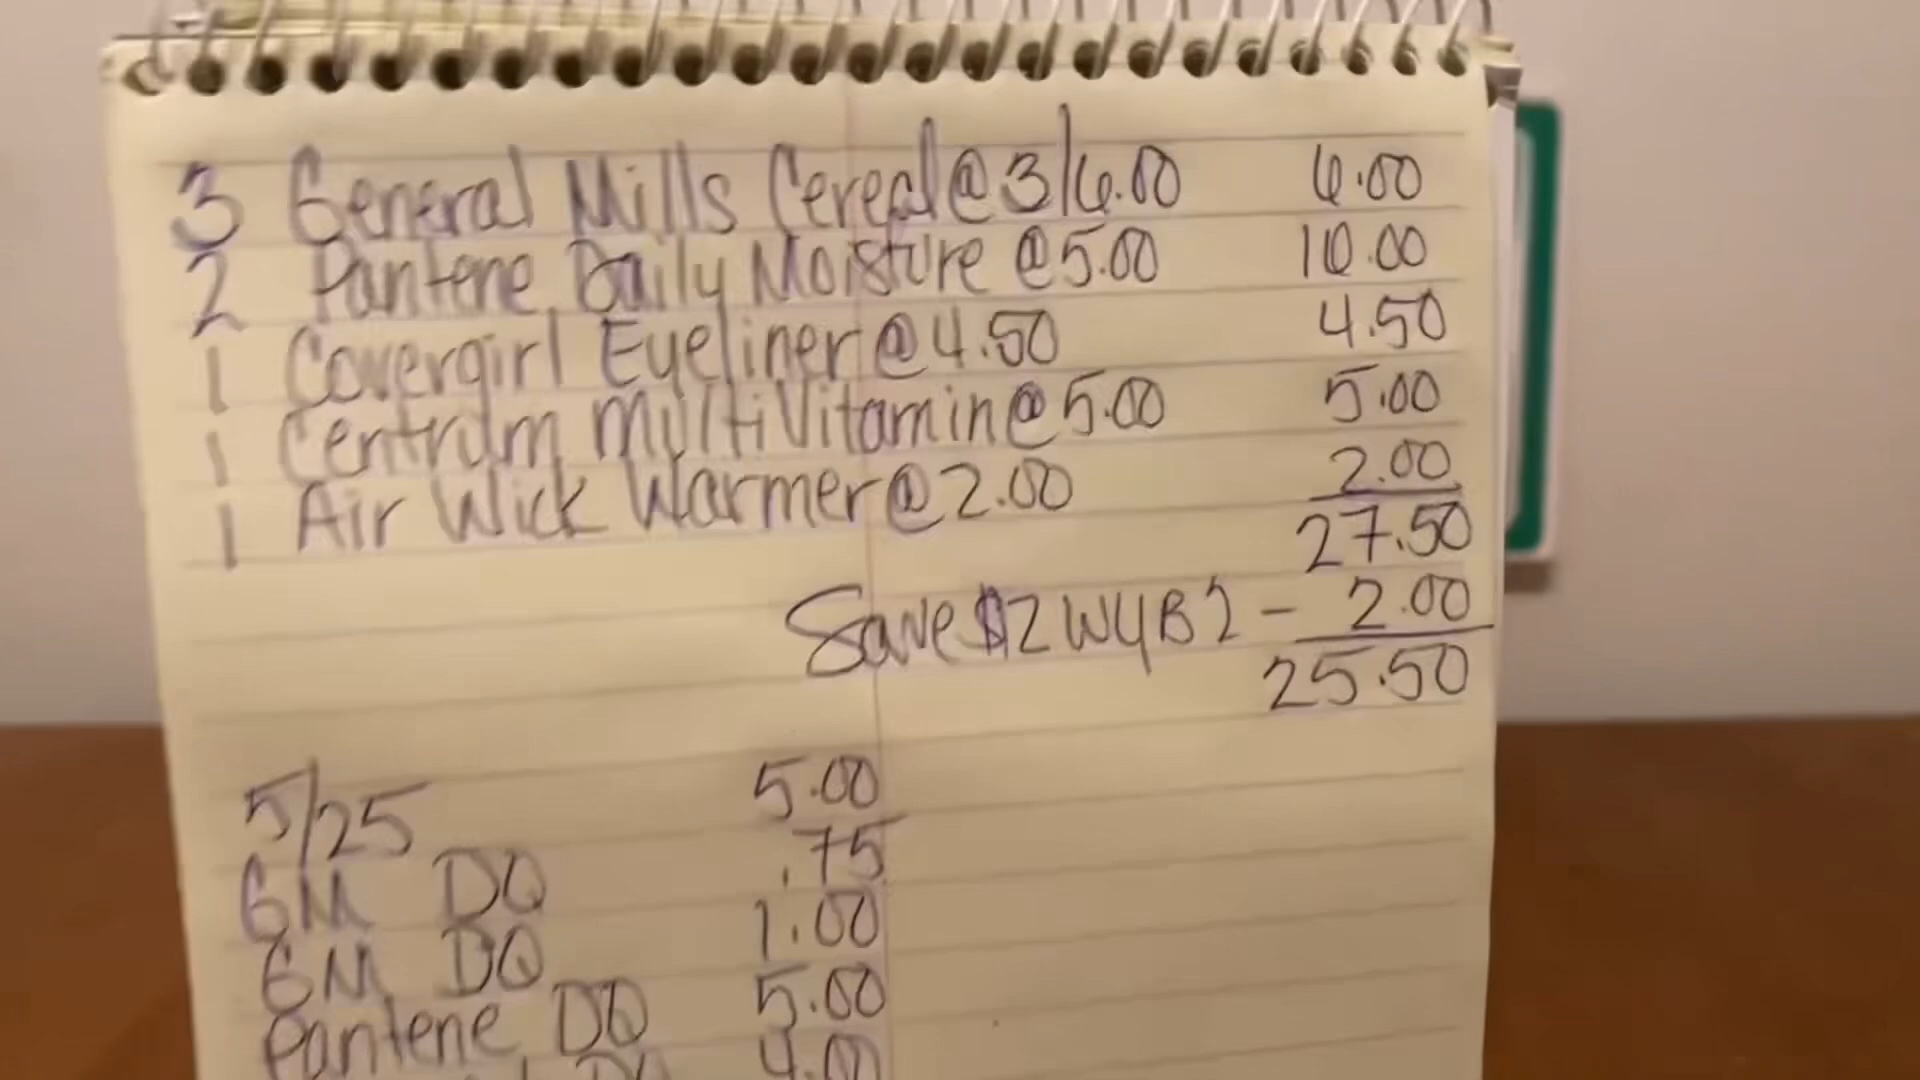 3 General Mills Cereal @ 3/6.00 6.00
2 Pantene Daily Moisture @ 5.00 10.00
1 Covergirl Eyeliner @ 4.50 4.50
1 Centrum MultiVitamin @ 5.00 5.00
1 Air Wick Warmer @ 2.00 2.00
27.50
Save $2 WYB2 - 2.00
25.50
5/25 5.00
GM DQ .75
GM DQ 1.00
Pantene DQ 5.00
DQ 4.00